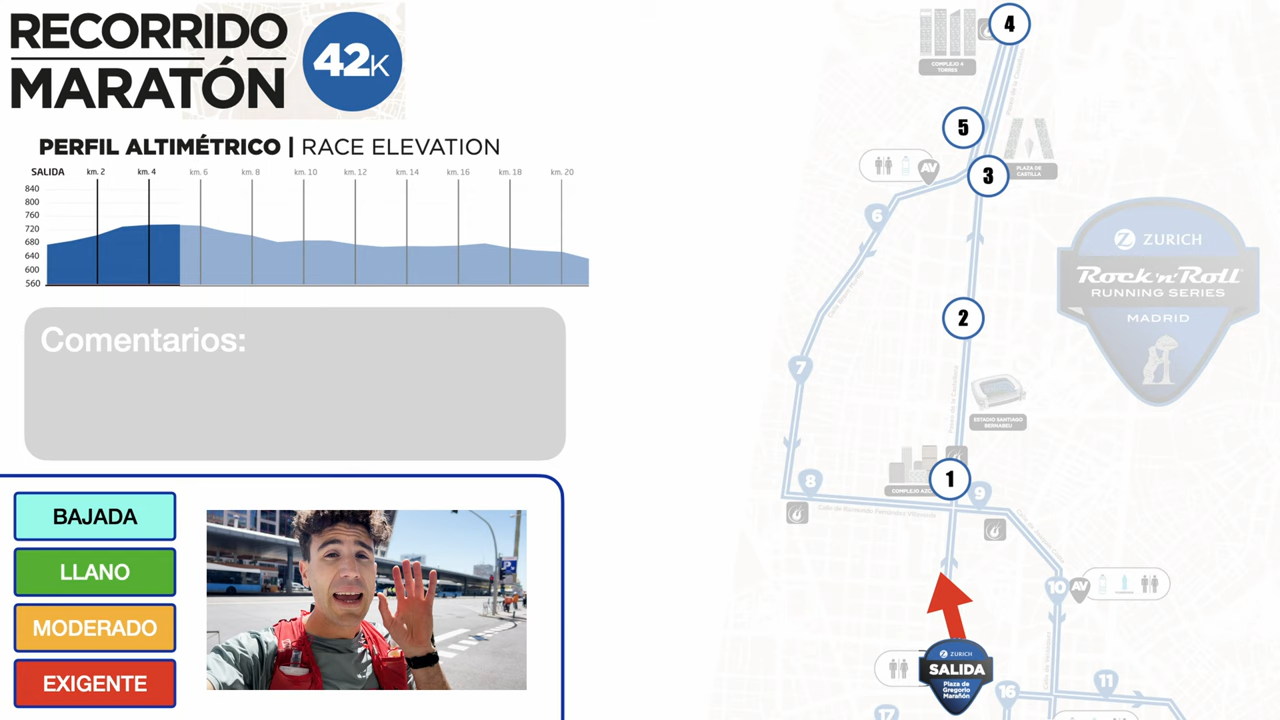 RECORRIDO
MARATÓN
42K
PERFIL ALTIMÉTRICO | RACE ELEVATION
SALIDA km. 2 km. 4 km. 6 km. 8 km. 10 km. 12 km. 14 km. 16 km. 18 km. 20
840
800
760
720
680
640
600
560
Comentarios:
BAJADA
LLANO
MODERADO
EXIGENTE
P
4
COMPLEJO 4
TORRES
5
3
PLAZA DE
CASTILLA
AV
6
2
7
ESTADIO SANTIAGO
BERNABEU
1
8
9
10
AV
11
16
17
ZURICH
SALIDA
Plaza de
Gregorio
Marañón
ZURICH
Rock 'n' Roll
RUNNING SERIES
MADRID